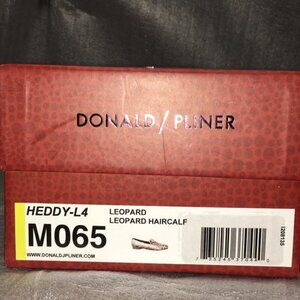 DONALD/PLINER
HEDDY-L4
M065
WWW.DONALDJPLINER.COM
LEOPARD
LEOPARD HAIRCALF